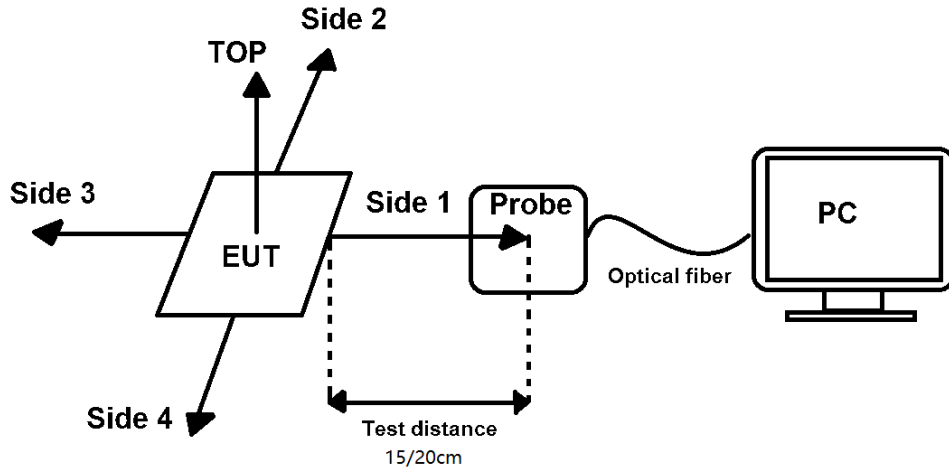 Side 2
TOP
Side 3
Side 1
Probe
PC
EUT
Optical fiber
Side 4
Test distance
15/20cm